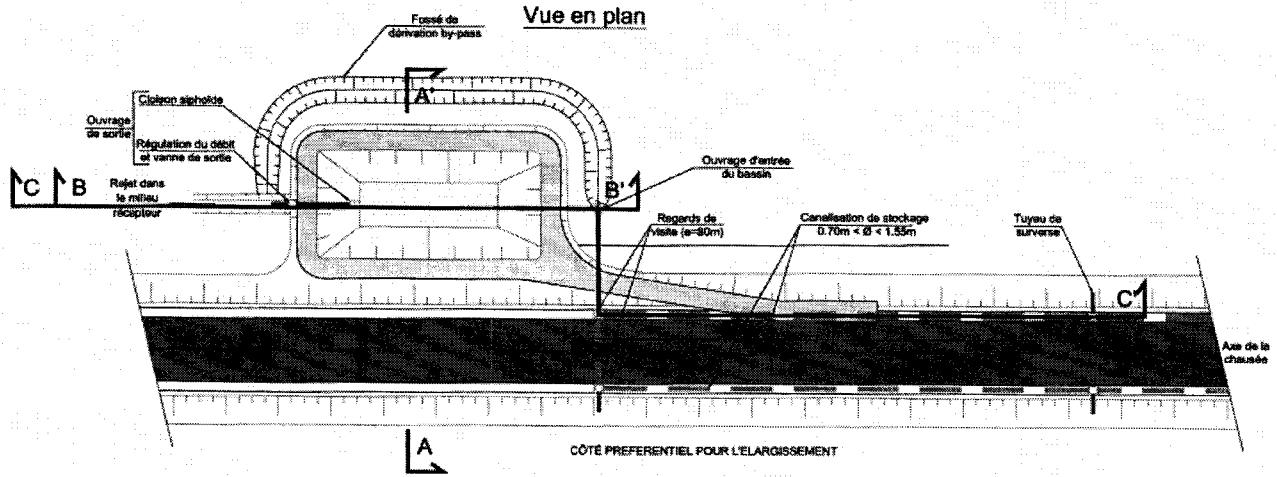 Vue en plan
Fossé de
dérivation by-pass
A'
Cloison siphoïde
Ouvrage
de sortie
Régulation du débit
et vanne de sortie
Ouvrage d'entrée
du bassin
C
B
B'
Rejet dans
le milieu
récepteur
Regards de
visite (e=80m)
Canalisation de stockage
0.70m < Ø < 1.55m
Tuyau de
surverse
C'
Axe de la
chausée
A
CÔTÉ PREFERENTIEL POUR L'ELARGISSEMENT